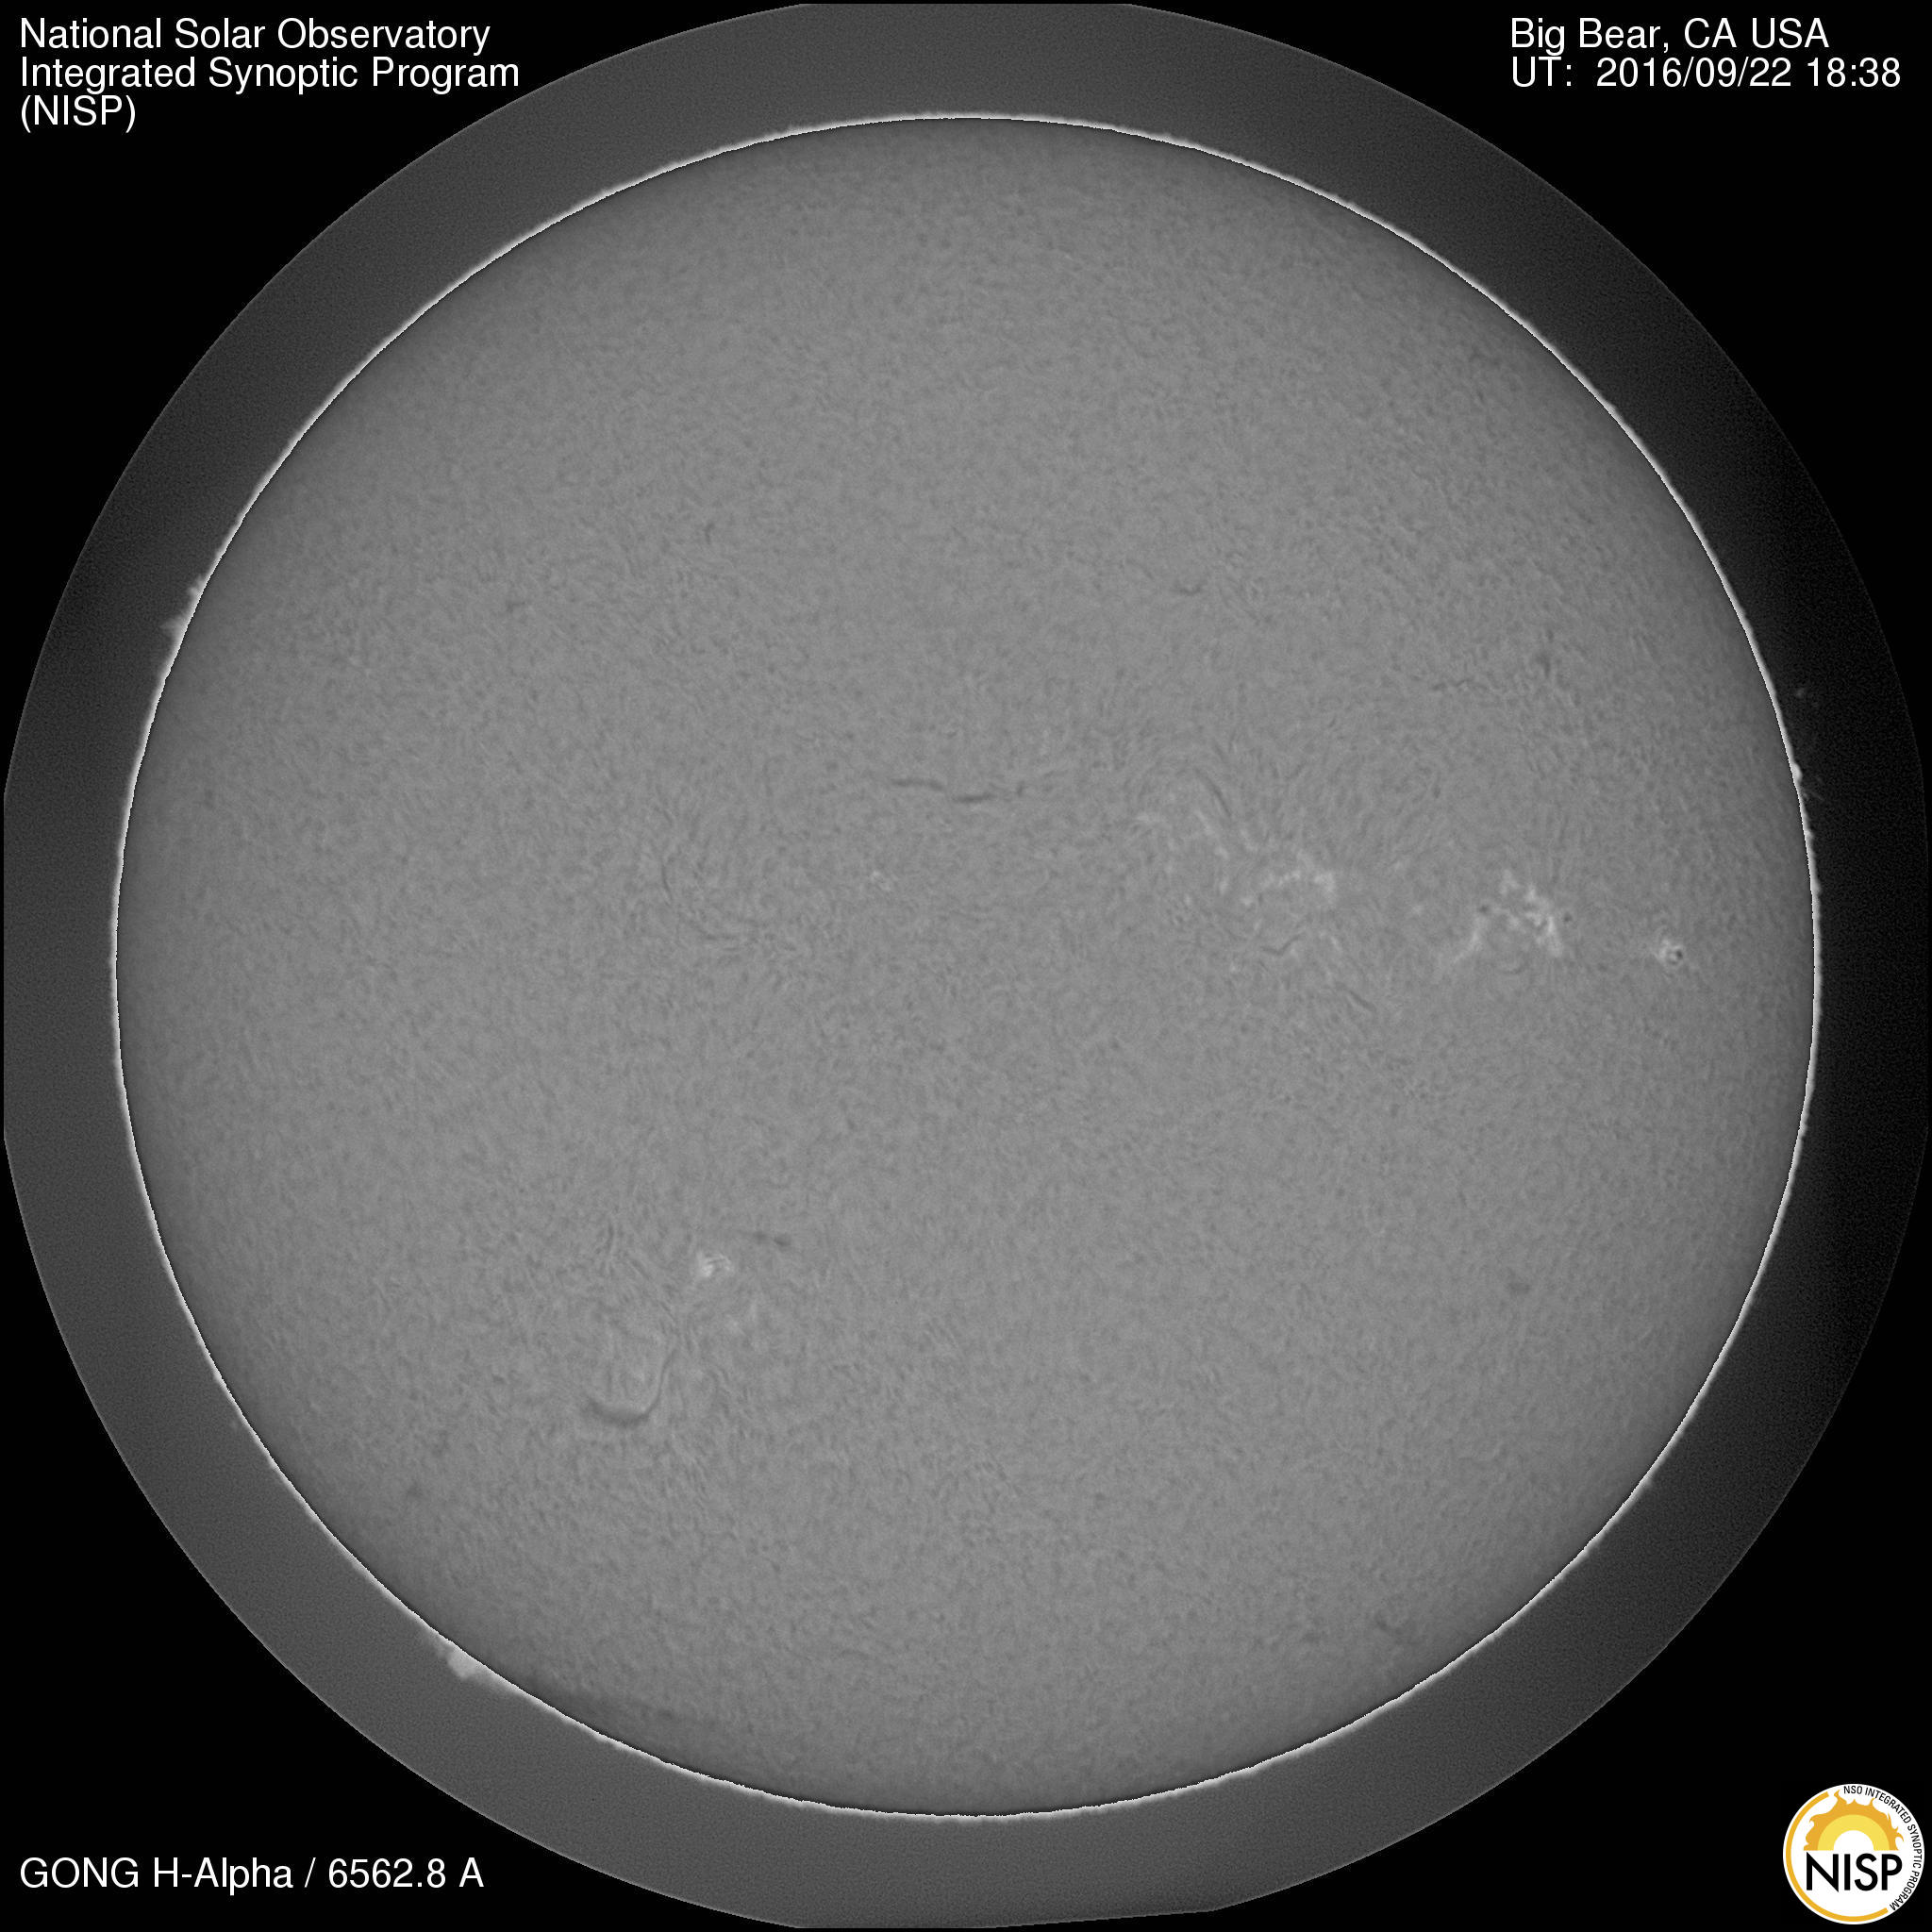 National Solar Observatory
Integrated Synoptic Program
(NISP)
Big Bear, CA USA
UT: 2016/09/22 18:38
GONG H-Alpha / 6562.8 A
NSO INTEGRATED SYNOPTIC PROGRAM
NISP